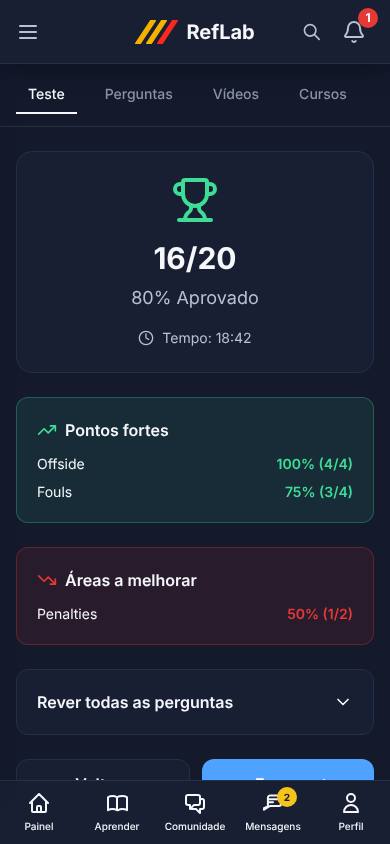 RefLab
1
Teste Perguntas Vídeos Cursos
16/20
80% Aprovado
Tempo: 18:42
Pontos fortes
Offside 100% (4/4)
Fouls 75% (3/4)
Áreas a melhorar
Penalties 50% (1/2)
Rever todas as perguntas
2
Painel Aprender Comunidade Mensagens Perfil